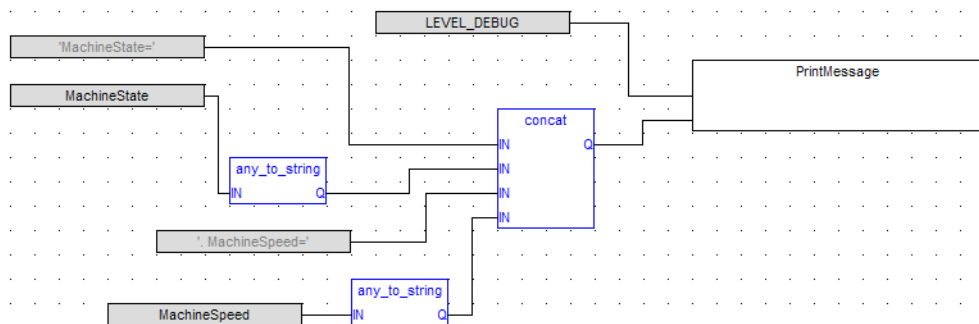 LEVEL_DEBUG
'MachineState='
PrintMessage
MachineState
concat
IN Q
any_to_string
IN
IN Q
IN
IN
'. MachineSpeed='
any_to_string
MachineSpeed
IN Q